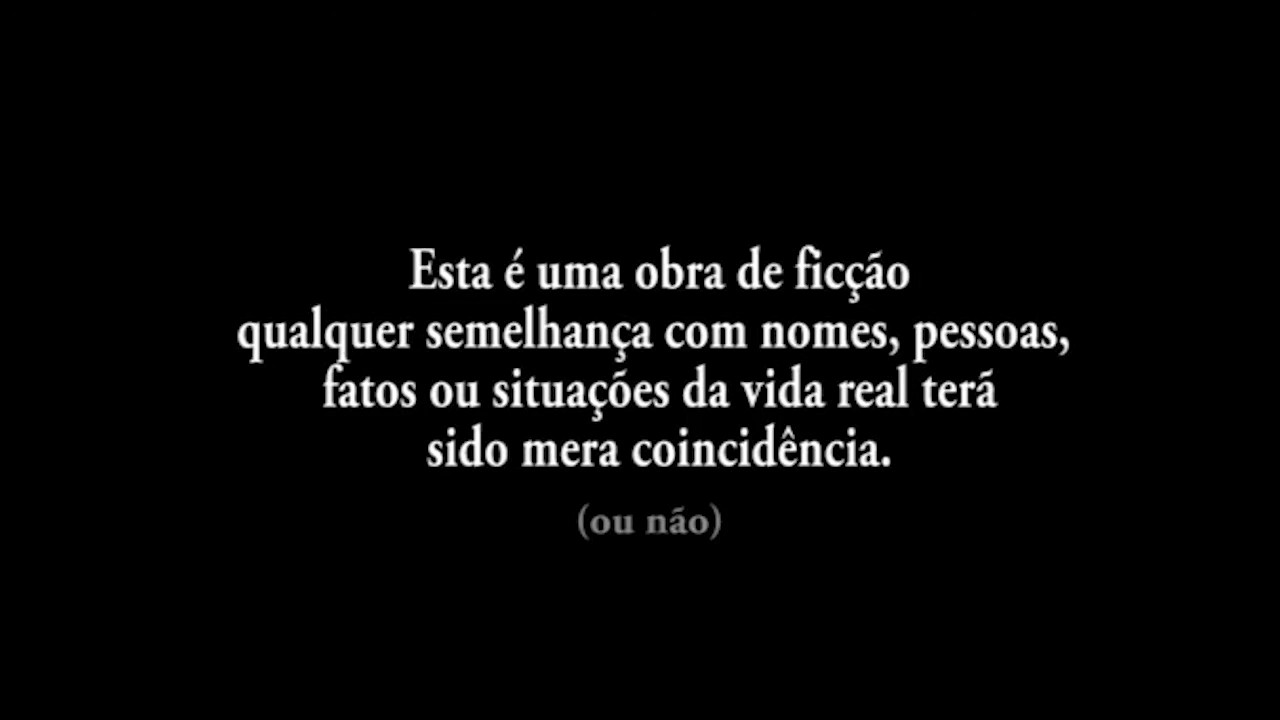 Esta é uma obra de ficção
qualquer semelhança com nomes, pessoas,
fatos ou situações da vida real terá
sido mera coincidência.
(ou não)